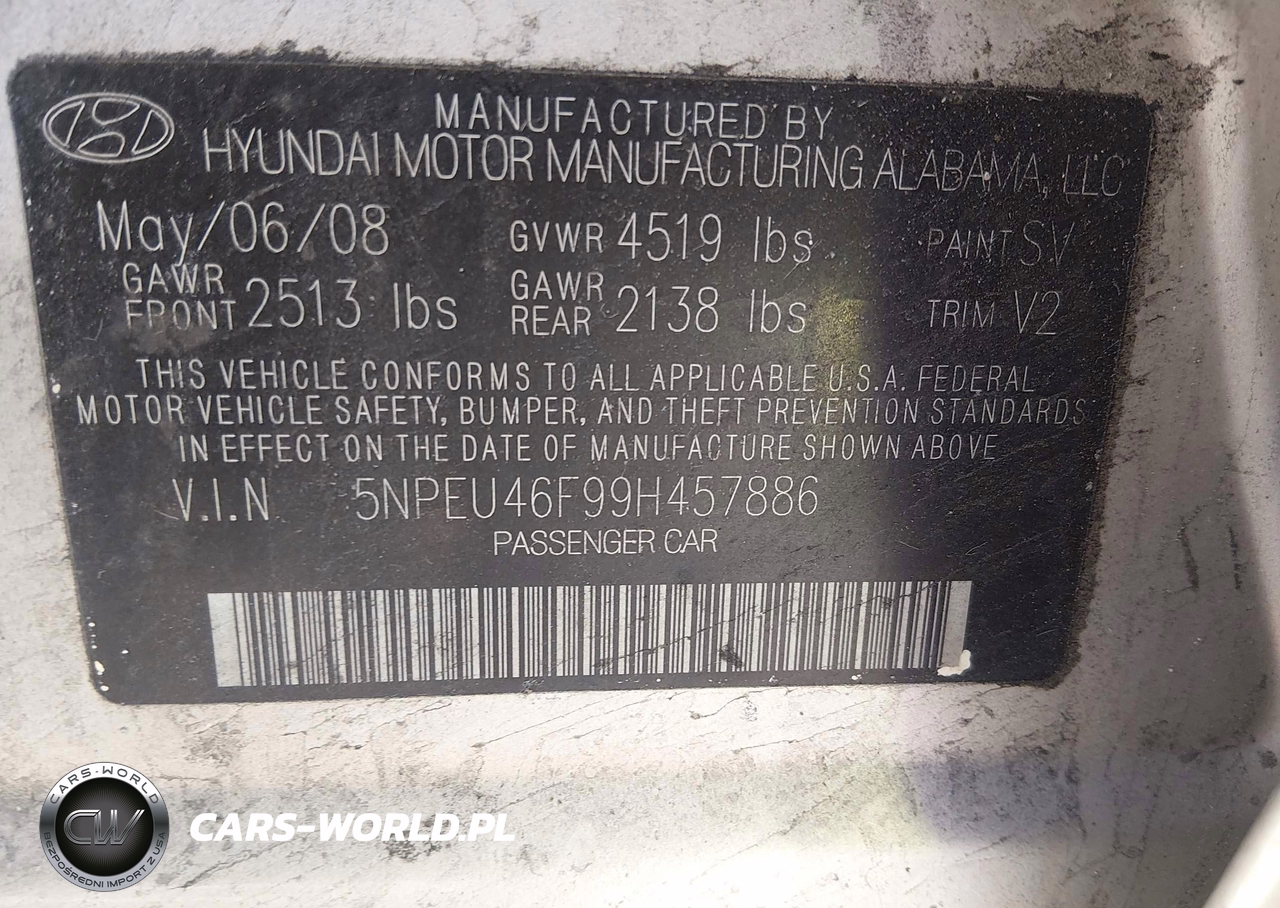 MANUFACTURED BY
HYUNDAI MOTOR MANUFACTURING ALABAMA, LLC
May/06/08 GVWR 4519 lbs PAINT SV
GAWR FRONT 2513 lbs GAWR REAR 2138 lbs TRIM V2
THIS VEHICLE CONFORMS TO ALL APPLICABLE U.S.A. FEDERAL
MOTOR VEHICLE SAFETY, BUMPER, AND THEFT PREVENTION STANDARDS
IN EFFECT ON THE DATE OF MANUFACTURE SHOWN ABOVE
V.I.N 5NPEU46F99H457886
PASSENGER CAR
CARS-WORLD
CW
BEZPOŚREDNI IMPORT Z USA
CARS-WORLD.PL